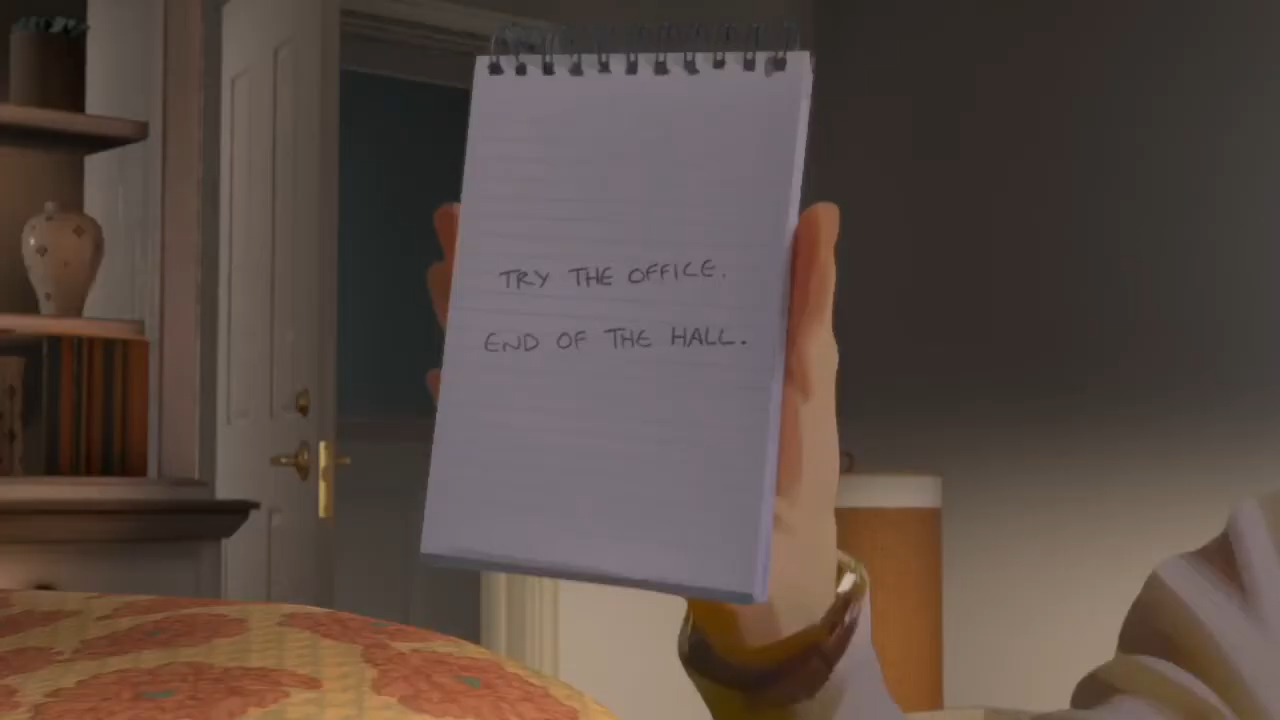 TRY THE OFFICE.
END OF THE HALL.